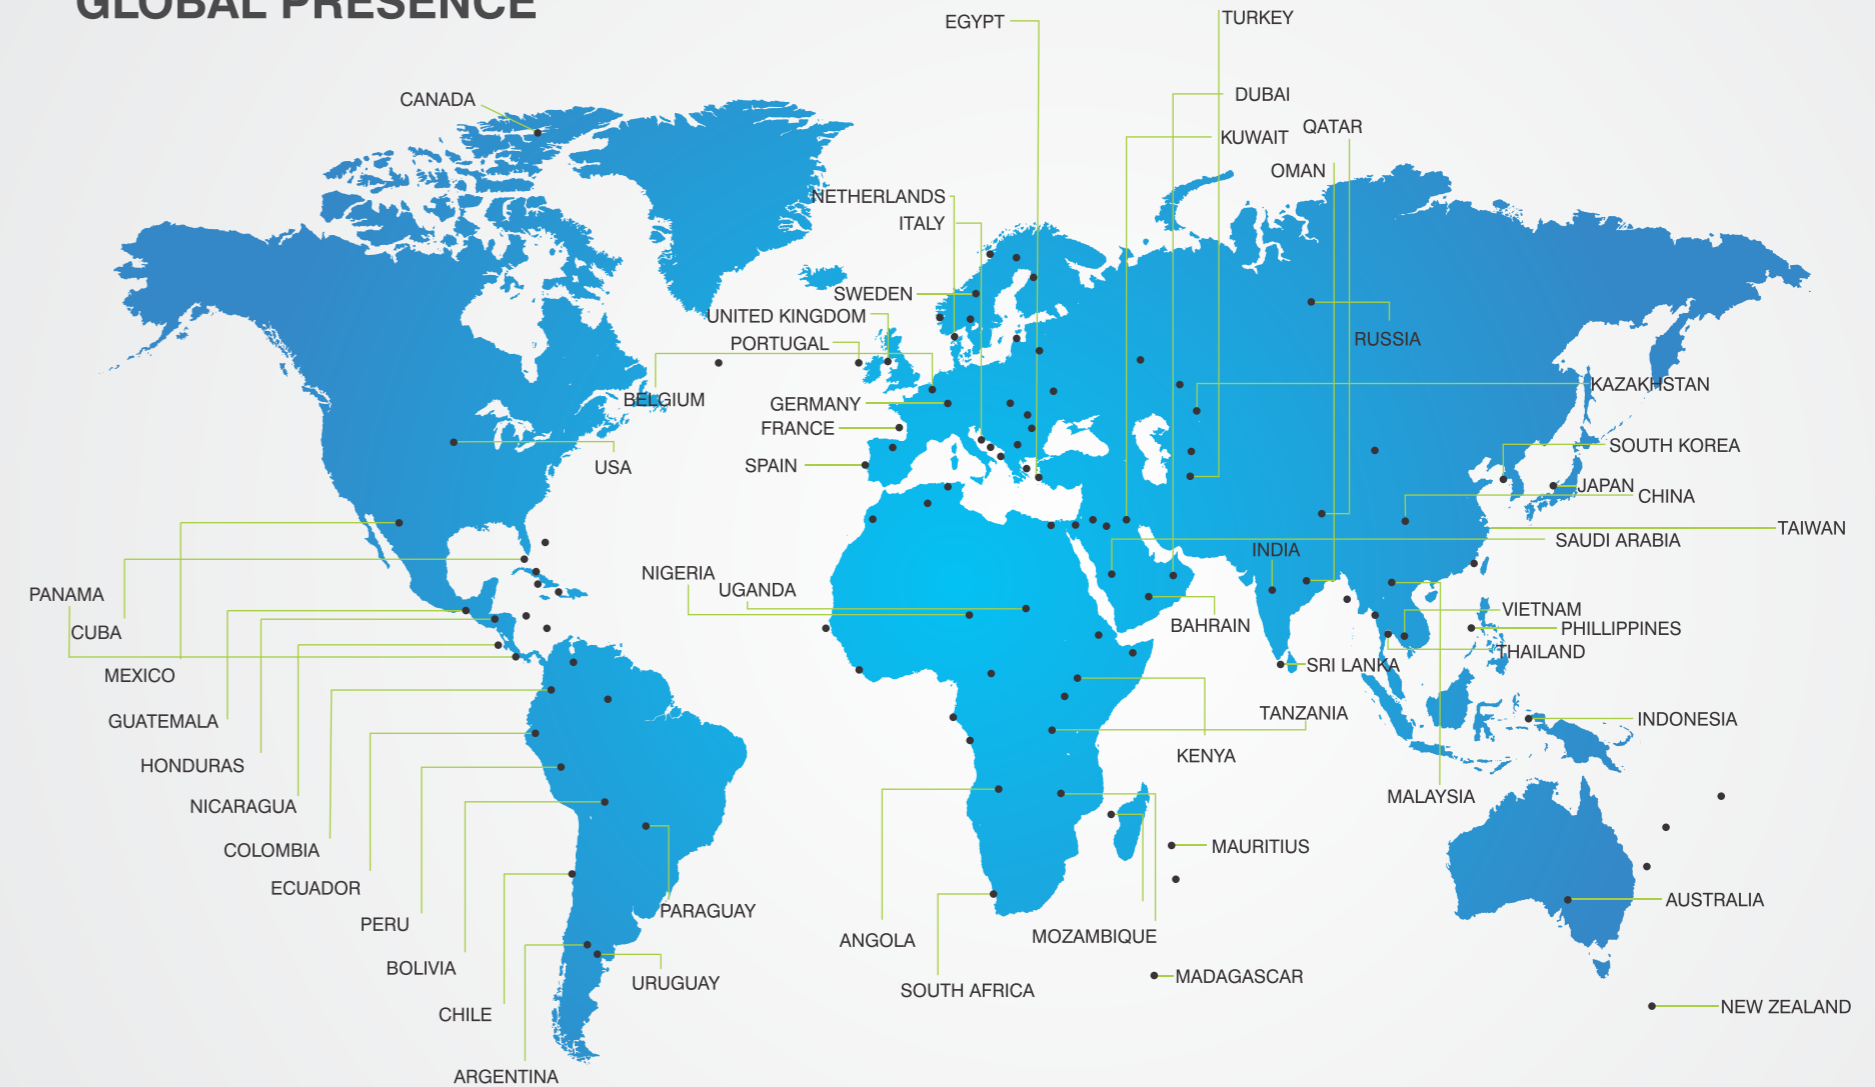 GLOBAL PRESENCE
EGYPT
TURKEY
CANADA
DUBAI
KUWAIT
QATAR
OMAN
NETHERLANDS
ITALY
SWEDEN
UNITED KINGDOM
PORTUGAL
RUSSIA
BELGIUM
KAZAKHSTAN
GERMANY
FRANCE
SOUTH KOREA
USA
SPAIN
JAPAN
CHINA
TAIWAN
SAUDI ARABIA
INDIA
NIGERIA
UGANDA
PANAMA
VIETNAM
BAHRAIN
PHILLIPPINES
CUBA
THAILAND
SRI LANKA
MEXICO
TANZANIA
INDONESIA
GUATEMALA
KENYA
HONDURAS
MALAYSIA
NICARAGUA
MAURITIUS
COLOMBIA
ECUADOR
AUSTRALIA
PARAGUAY
PERU
ANGOLA
MOZAMBIQUE
BOLIVIA
MADAGASCAR
URUGUAY
SOUTH AFRICA
NEW ZEALAND
CHILE
ARGENTINA